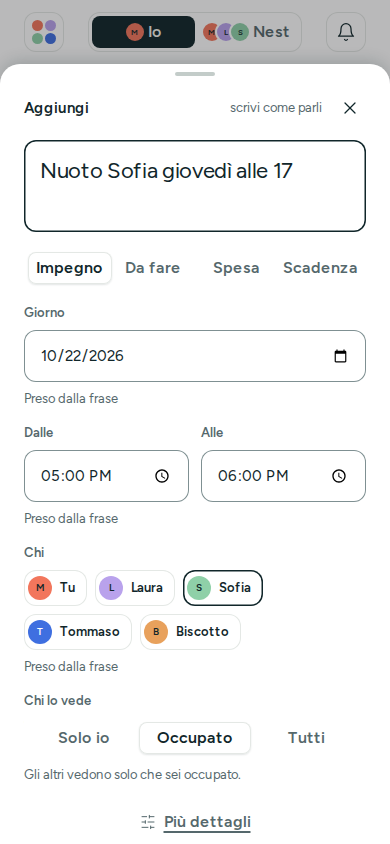 M Io M L S Nest
Aggiungi scrivi come parli
Nuoto Sofia giovedì alle 17
Impegno Da fare Spesa Scadenza
Giorno
10/22/2026
Preso dalla frase
Dalle Alle
05:00 PM 06:00 PM
Preso dalla frase
Chi
M Tu L Laura S Sofia
T Tommaso B Biscotto
Preso dalla frase
Chi lo vede
Solo io Occupato Tutti
Gli altri vedono solo che sei occupato.
Più dettagli